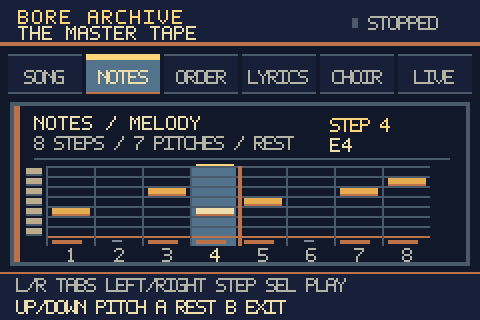 BORE ARCHIVE
THE MASTER TAPE
STOPPED
SONG NOTES ORDER LYRICS CHOIR LIVE
NOTES / MELODY
STEP 4
8 STEPS / 7 PITCHES / REST
E4
1 2 3 4 5 6 7 8
L/R TABS LEFT/RIGHT STEP SEL PLAY
UP/DOWN PITCH A REST B EXIT